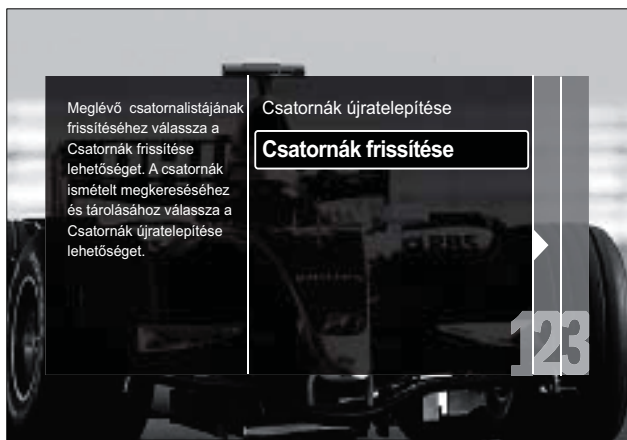 Meglévő csatornalistájának
frissítéséhez válassza a
Csatornák frissítése
lehetőséget. A csatornák
ismételt megkereséséhez
és tárolásához válassza a
Csatornák újratelepítése
lehetőséget.
Csatornák újratelepítése
Csatornák frissítése
123